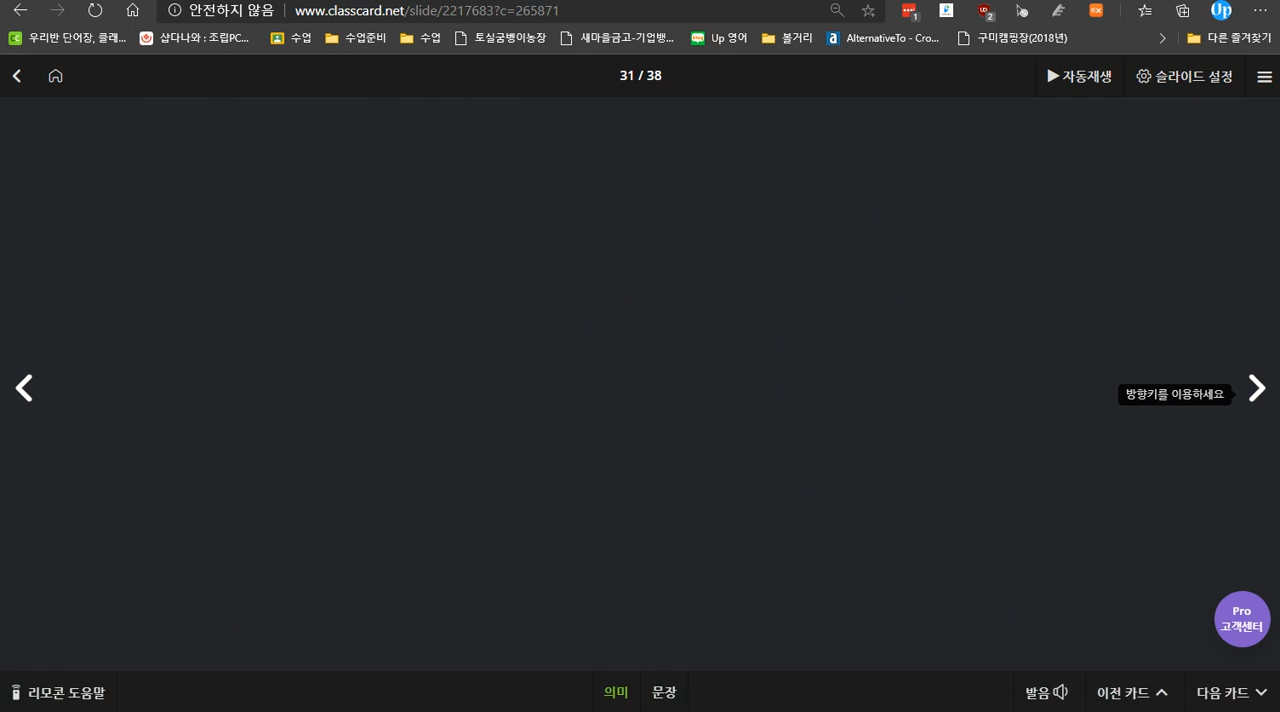 안전하지 않음 | www.classcard.net/slide/2217683?c=265871
우리반 단어장, 클래... 샵다나와 : 조립PC... 수업 수업준비 수업 토실굼벵이농장 새마을금고-기업뱅... Up 영어 볼거리 AlternativeTo - Cro... 구미캠핑장(2018년) 다른 즐겨찾기
31 / 38 자동재생 슬라이드 설정
방향키를 이용하세요
Pro
고객센터
리모콘 도움말 의미 문장 발음 이전 카드 다음 카드